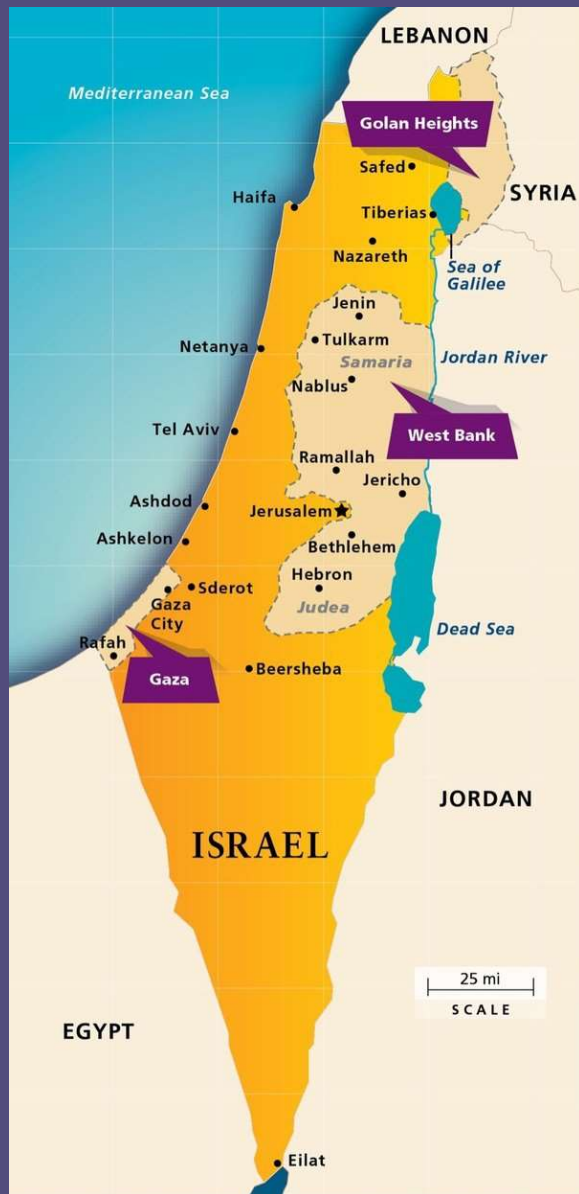 LEBANON
Mediterranean Sea
Golan Heights
Safed
SYRIA
Haifa
Tiberias
Nazareth
Sea of
Galilee
Jenin
Tulkarm
Netanya
Samaria
Jordan River
Nablus
Tel Aviv
West Bank
Ramallah
Jericho
Ashdod
Jerusalem
Ashkelon
Bethlehem
Hebron
Sderot
Gaza
City
Judea
Dead Sea
Rafah
Beersheba
Gaza
JORDAN
ISRAEL
25 mi
SCALE
EGYPT
Eilat